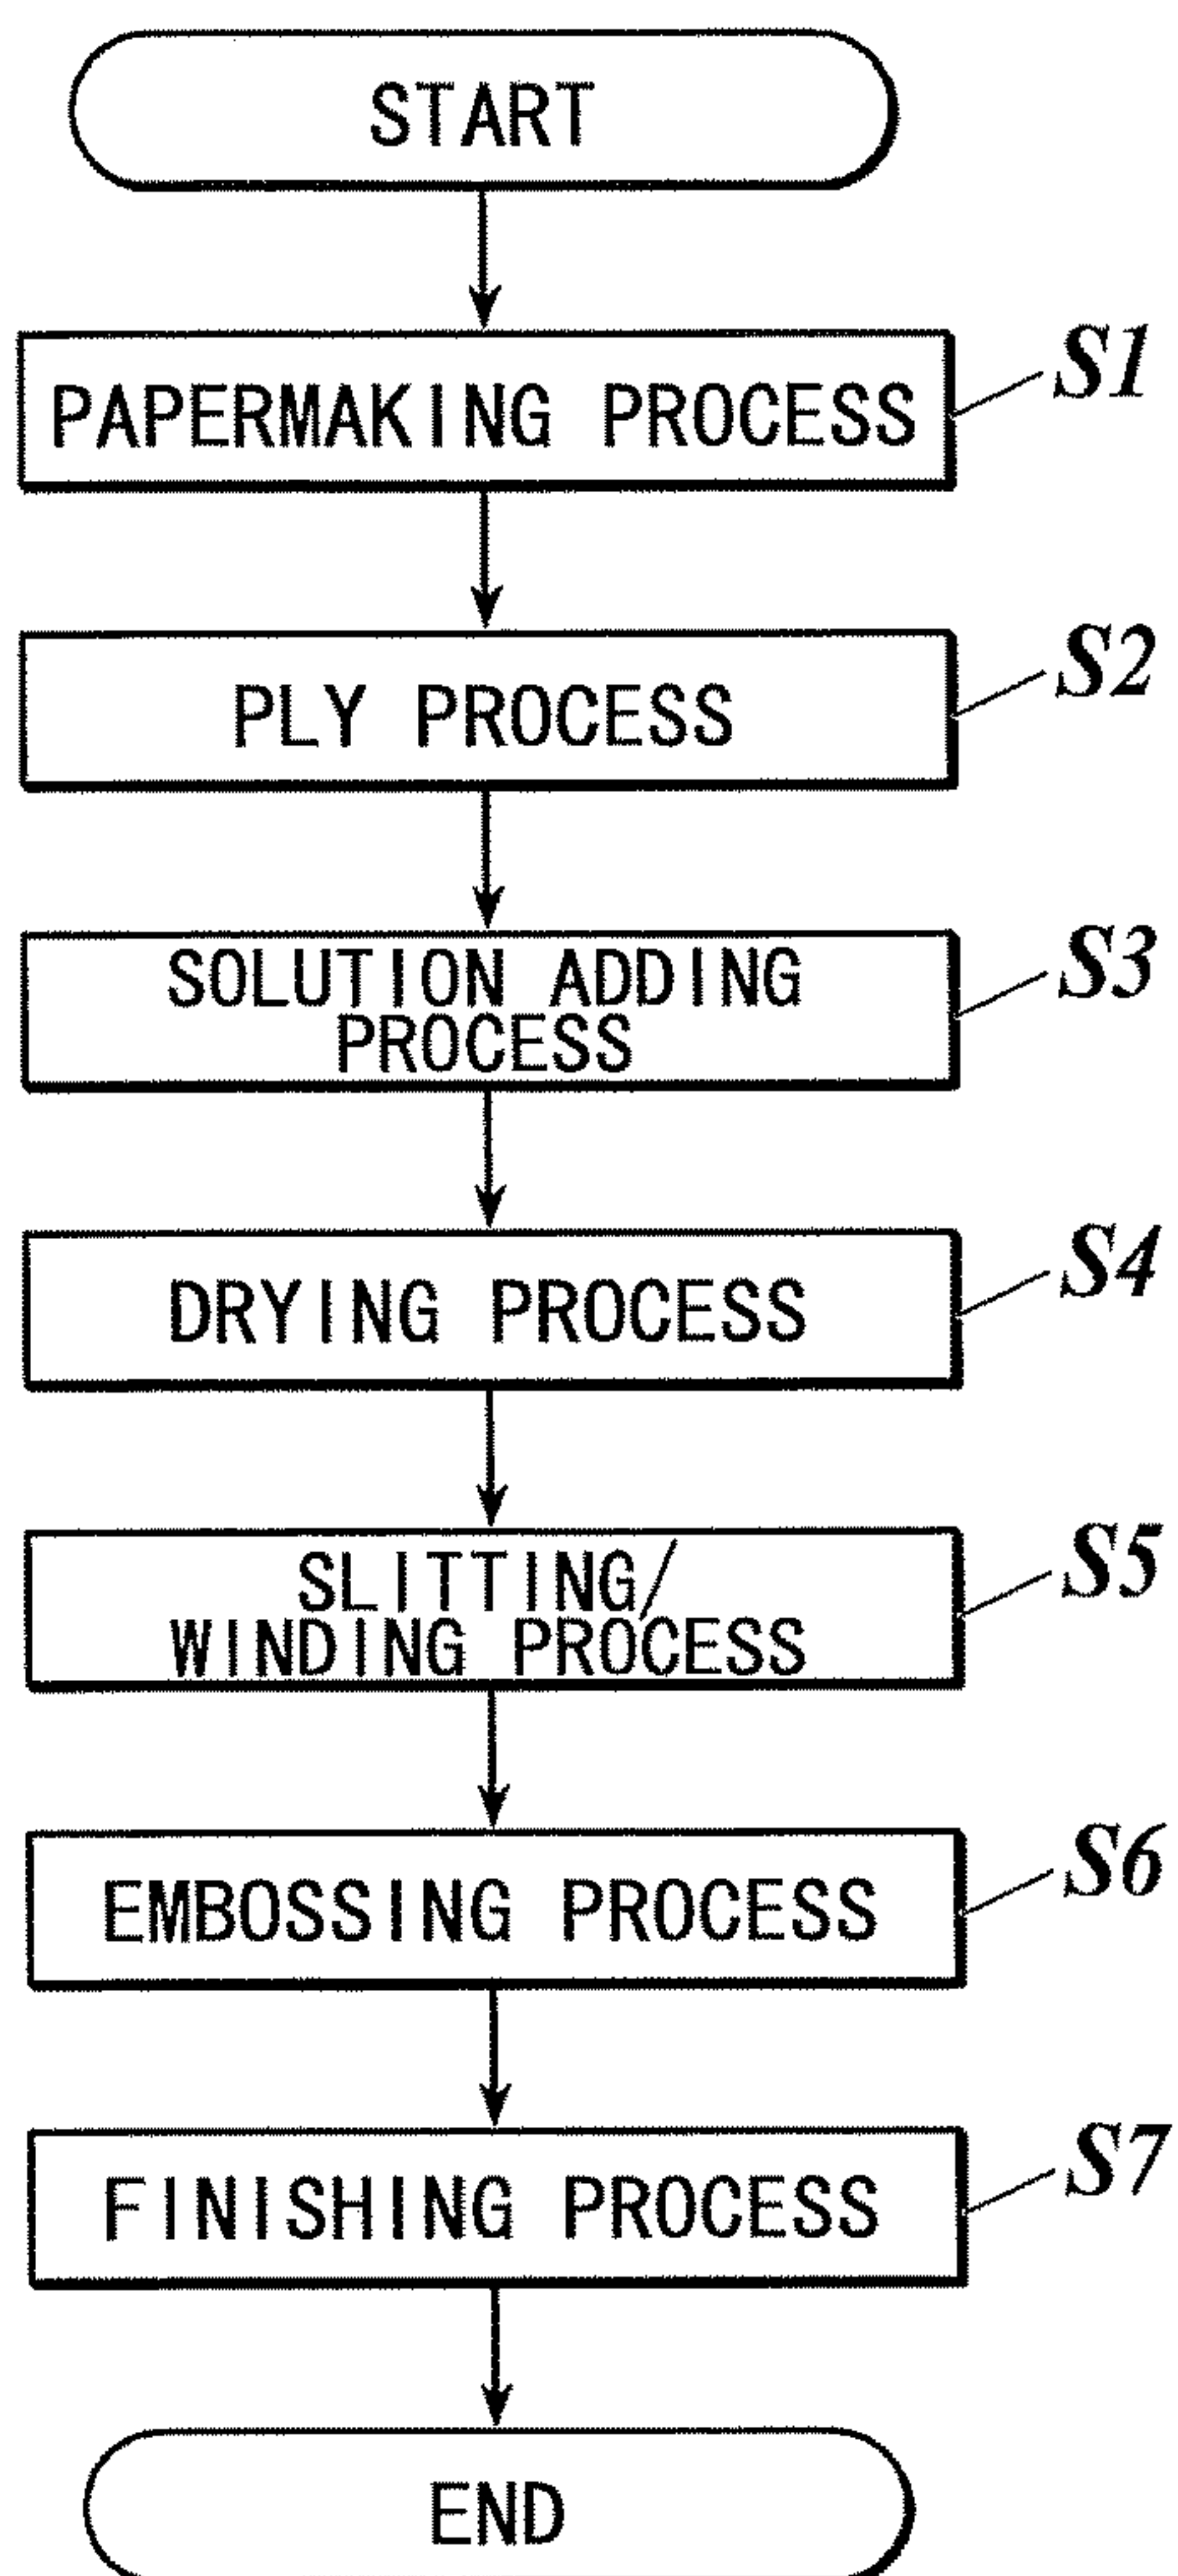 START
PAPERMAKING PROCESS
S1
PLY PROCESS
S2
SOLUTION ADDING
PROCESS
S3
DRYING PROCESS
S4
SLITTING/
WINDING PROCESS
S5
EMBOSSING PROCESS
S6
FINISHING PROCESS
S7
END